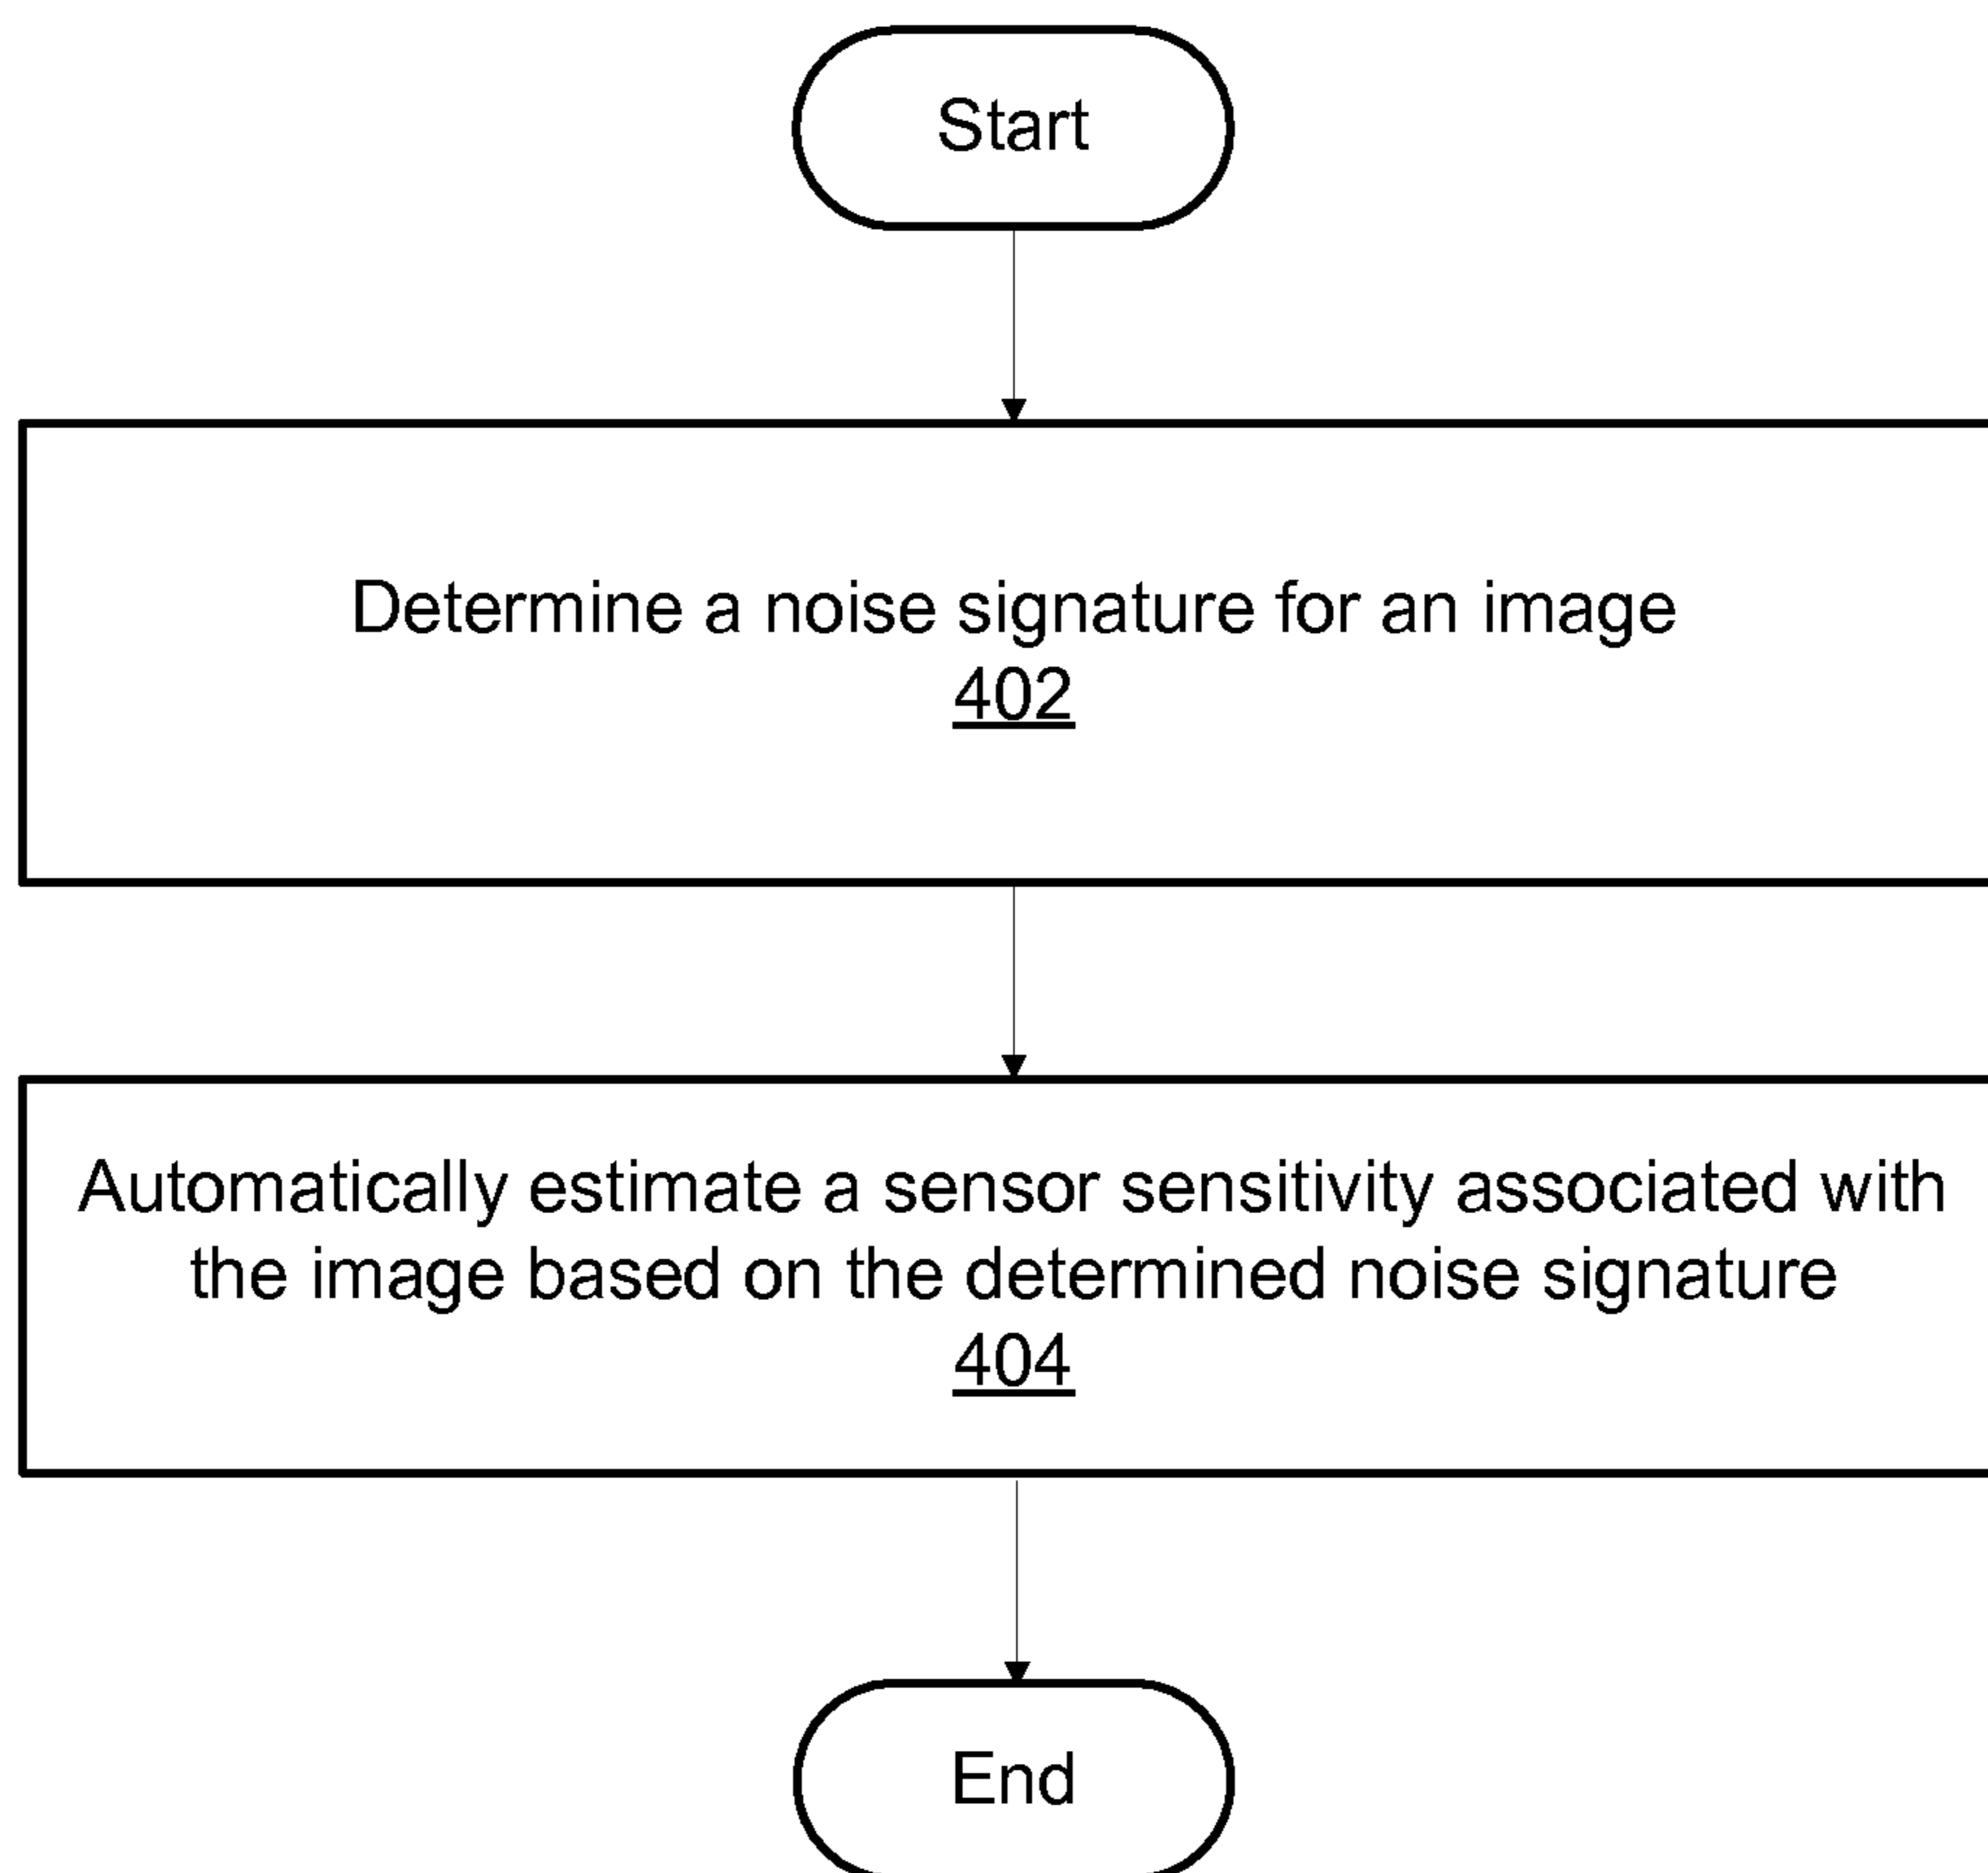 Start
Determine a noise signature for an image
402
Automatically estimate a sensor sensitivity associated with
the image based on the determined noise signature
404
End